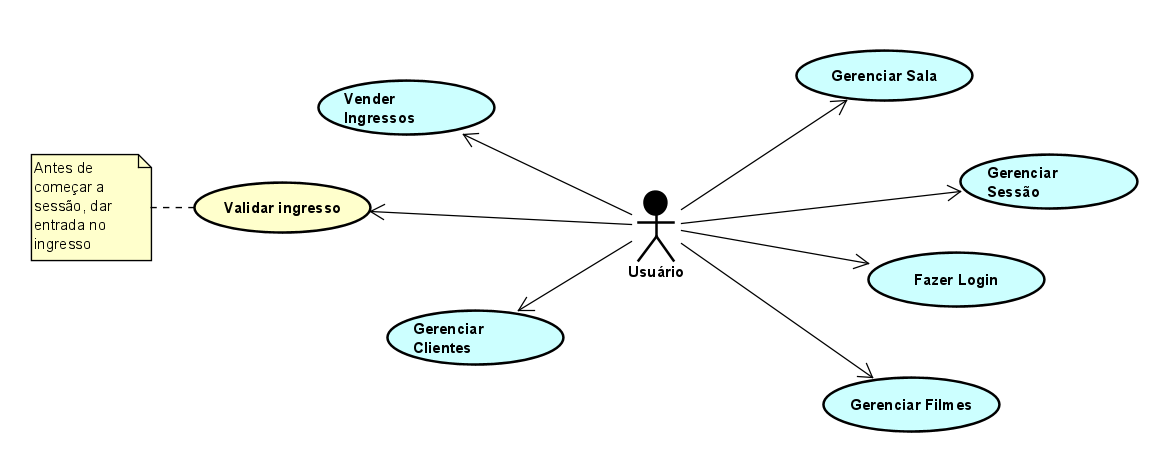 Gerenciar Sala
Vender
Ingressos
Antes de
começar a
sessão, dar
entrada no
ingresso
Validar ingresso
Gerenciar
Sessão
Usuário
Fazer Login
Gerenciar
Clientes
Gerenciar Filmes